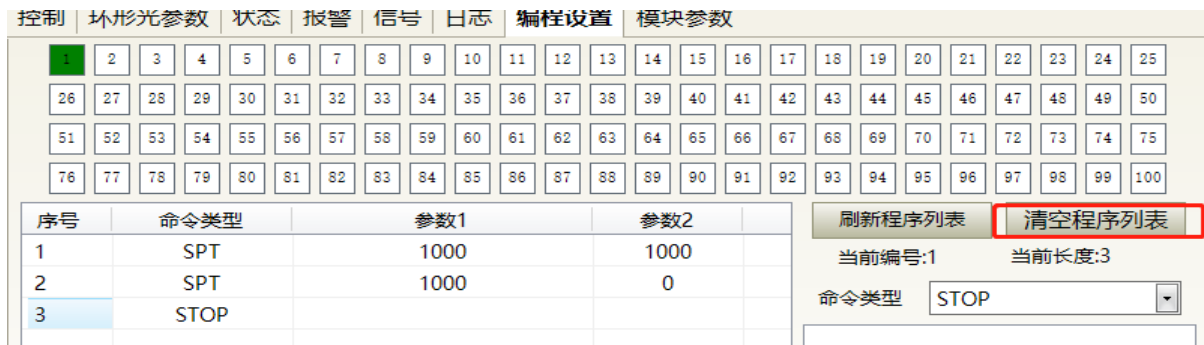 控制 环形光参数 状态 报警 信号 日志 编程设置 模块参数
1 2 3 4 5 6 7 8 9 10 11 12 13 14 15 16 17 18 19 20 21 22 23 24 25
26 27 28 29 30 31 32 33 34 35 36 37 38 39 40 41 42 43 44 45 46 47 48 49 50
51 52 53 54 55 56 57 58 59 60 61 62 63 64 65 66 67 68 69 70 71 72 73 74 75
76 77 78 79 80 81 82 83 84 85 86 87 88 89 90 91 92 93 94 95 96 97 98 99 100
序号 命令类型 参数1 参数2
1 SPT 1000 1000
2 SPT 1000 0
3 STOP
刷新程序列表 清空程序列表
当前编号:1 当前长度:3
命令类型 STOP